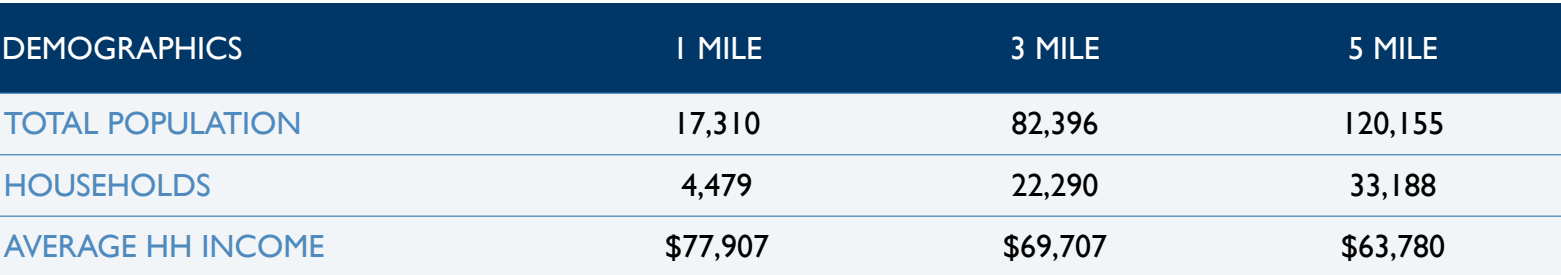 DEMOGRAPHICS 1 MILE 3 MILE 5 MILE
TOTAL POPULATION 17,310 82,396 120,155
HOUSEHOLDS 4,479 22,290 33,188
AVERAGE HH INCOME $77,907 $69,707 $63,780